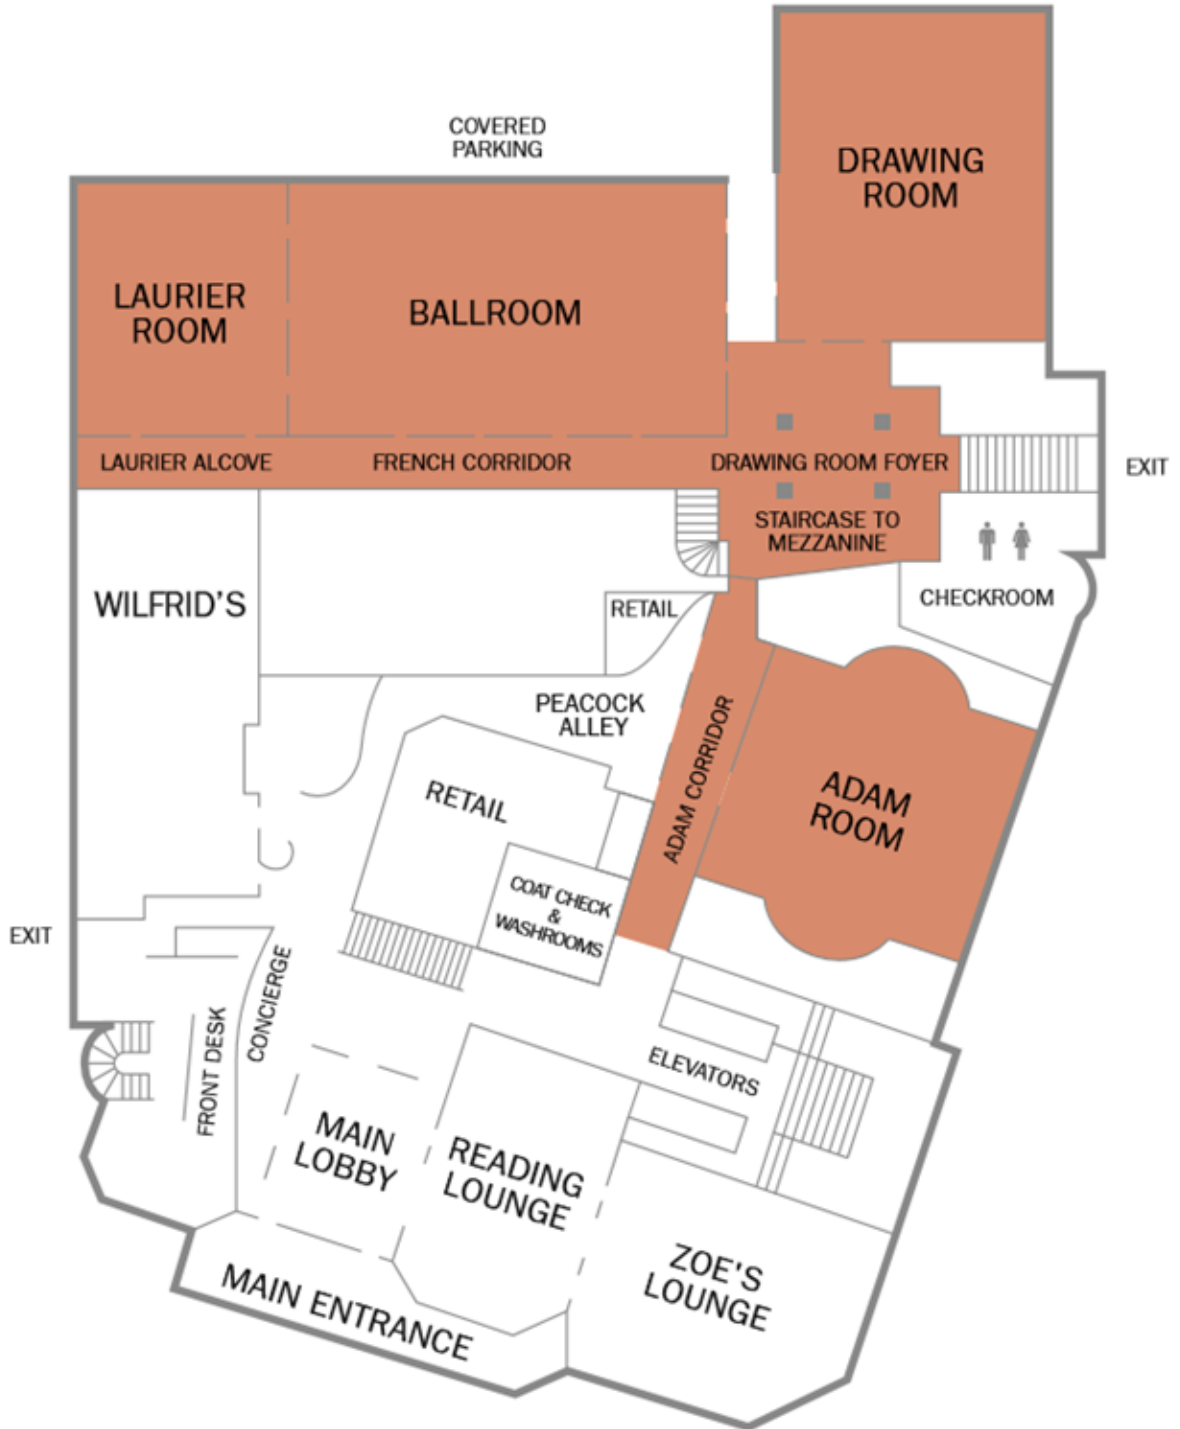 COVERED
PARKING
DRAWING
ROOM
LAURIER
ROOM
BALLROOM
LAURIER ALCOVE
FRENCH CORRIDOR
DRAWING ROOM FOYER
EXIT
STAIRCASE TO
MEZZANINE
WILFRID'S
RETAIL
CHECKROOM
PEACOCK
ALLEY
ADAM CORRIDOR
RETAIL
ADAM
ROOM
COAT CHECK
&
WASHROOMS
EXIT
CONCIERGE
FRONT DESK
ELEVATORS
MAIN
LOBBY
READING
LOUNGE
ZOE'S
LOUNGE
MAIN ENTRANCE